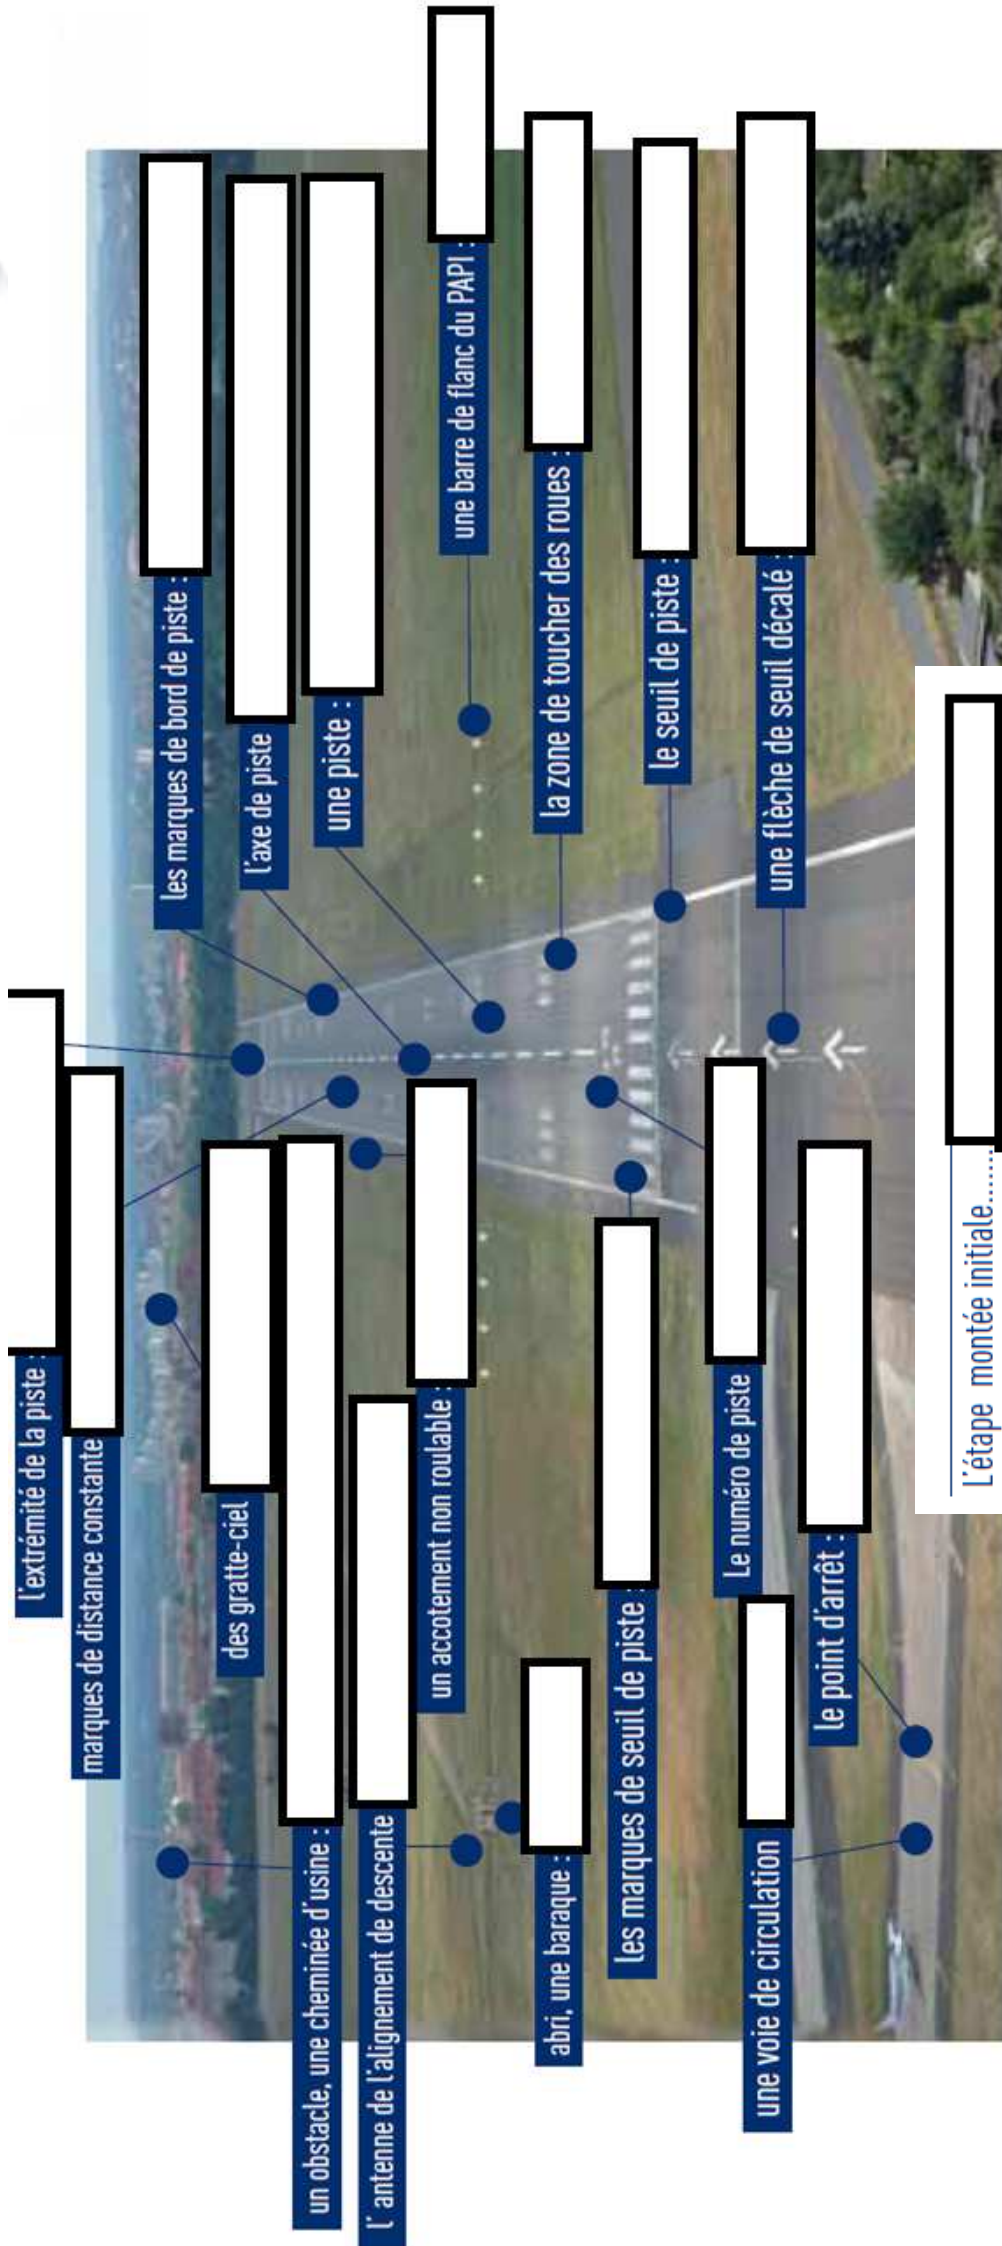 l'extrémité de la piste :
marques de distance constante
des gratte-ciel
un obstacle, une cheminée d'usine :
l' antenne de l'alignement de descente
un accotement non roulable :
abri, une baraque :
les marques de seuil de piste :
Le numéro de piste
une voie de circulation
le point d'arrêt :
les marques de bord de piste :
l'axe de piste
une piste :
une barre de flanc du PAPI :
la zone de toucher des roues :
le seuil de piste :
une flèche de seuil décalé :
L'étape montée initiale.......